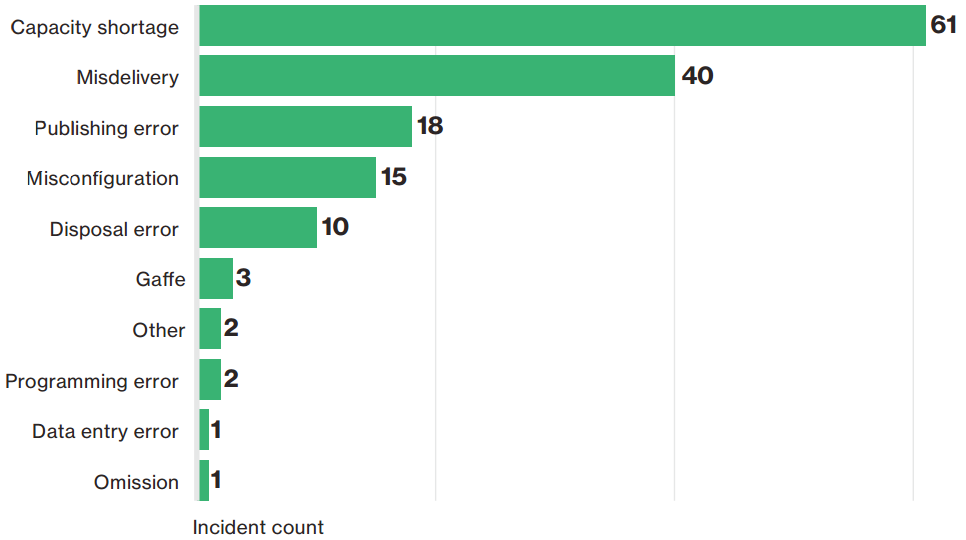 Capacity shortage 61
Misdelivery 40
Publishing error 18
Misconfiguration 15
Disposal error 10
Gaffe 3
Other 2
Programming error 2
Data entry error 1
Omission 1
Incident count